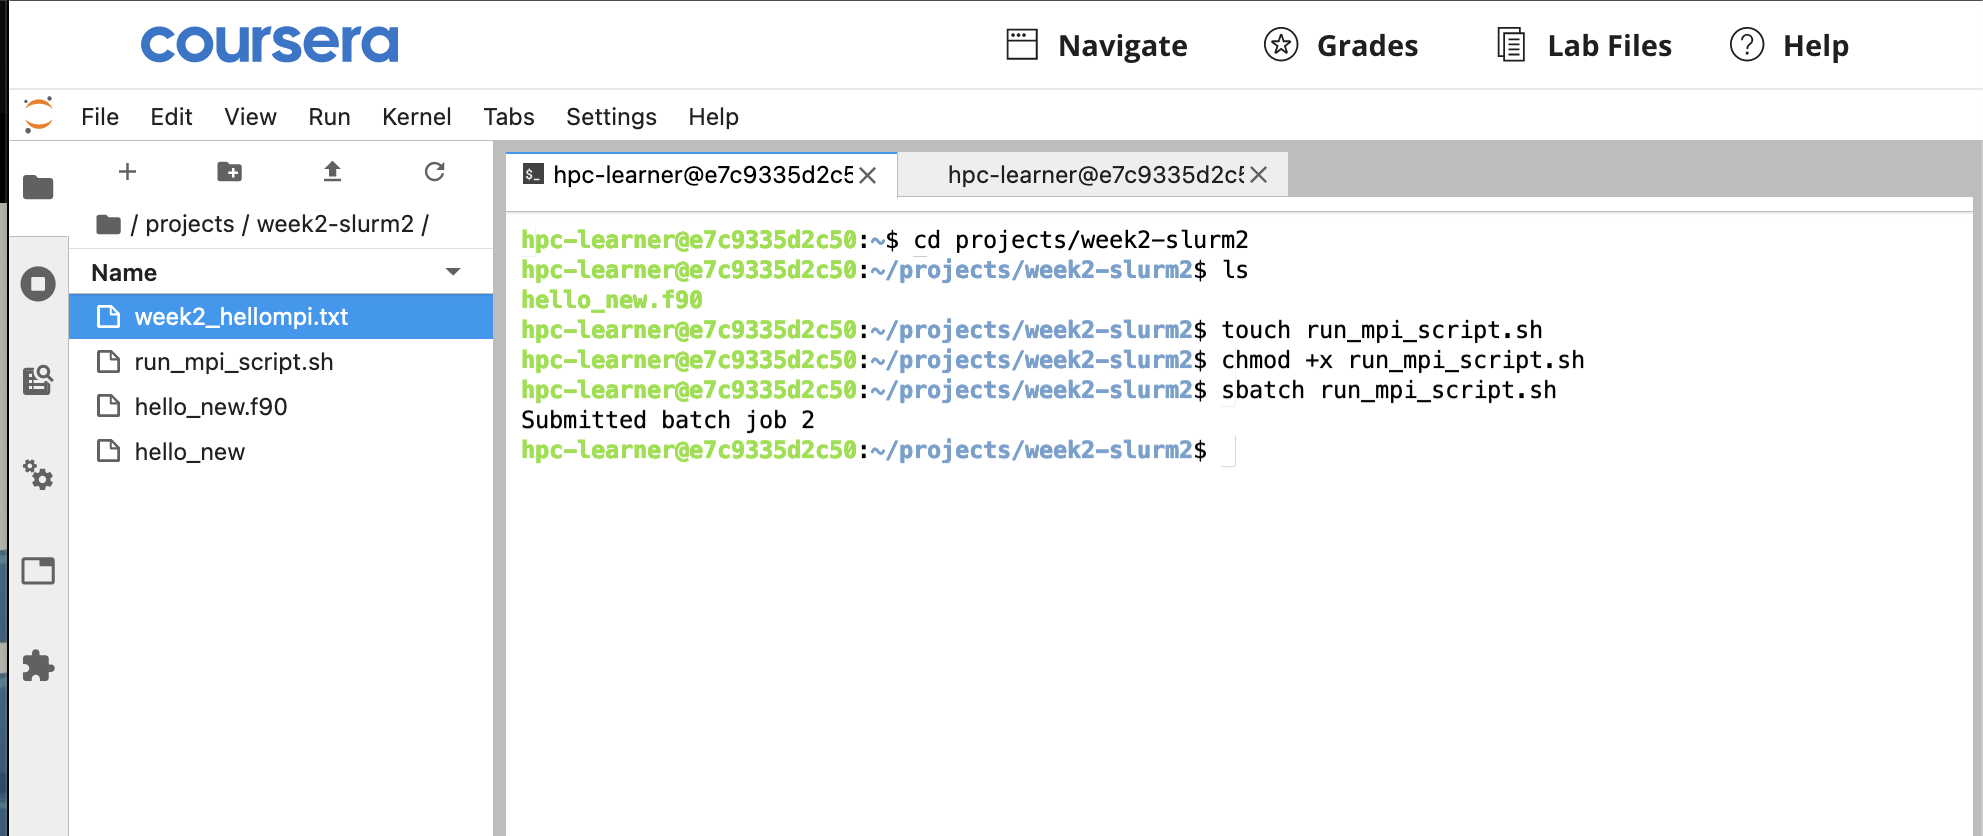 coursera
Navigate
Grades
Lab Files
Help
File Edit View Run Kernel Tabs Settings Help
/ projects / week2-slurm2 /
Name
week2_hellompi.txt
run_mpi_script.sh
hello_new.f90
hello_new
hpc-learner@e7c9335d2c5
hpc-learner@e7c9335d2c5
hpc-learner@e7c9335d2c50:~$ cd projects/week2-slurm2
hpc-learner@e7c9335d2c50:~/projects/week2-slurm2$ ls
hello_new.f90
hpc-learner@e7c9335d2c50:~/projects/week2-slurm2$ touch run_mpi_script.sh
hpc-learner@e7c9335d2c50:~/projects/week2-slurm2$ chmod +x run_mpi_script.sh
hpc-learner@e7c9335d2c50:~/projects/week2-slurm2$ sbatch run_mpi_script.sh
Submitted batch job 2
hpc-learner@e7c9335d2c50:~/projects/week2-slurm2$